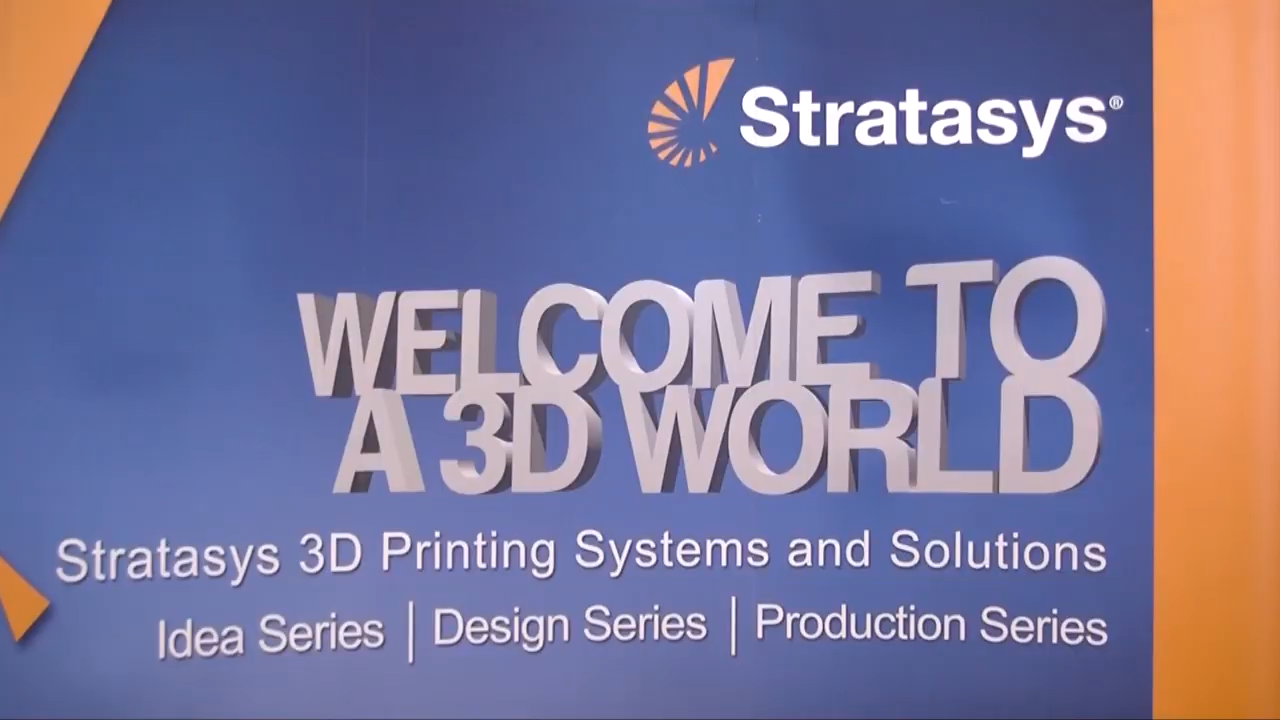 Stratasys®
WELCOME TO
A 3D WORLD
Stratasys 3D Printing Systems and Solutions
Idea Series | Design Series | Production Series